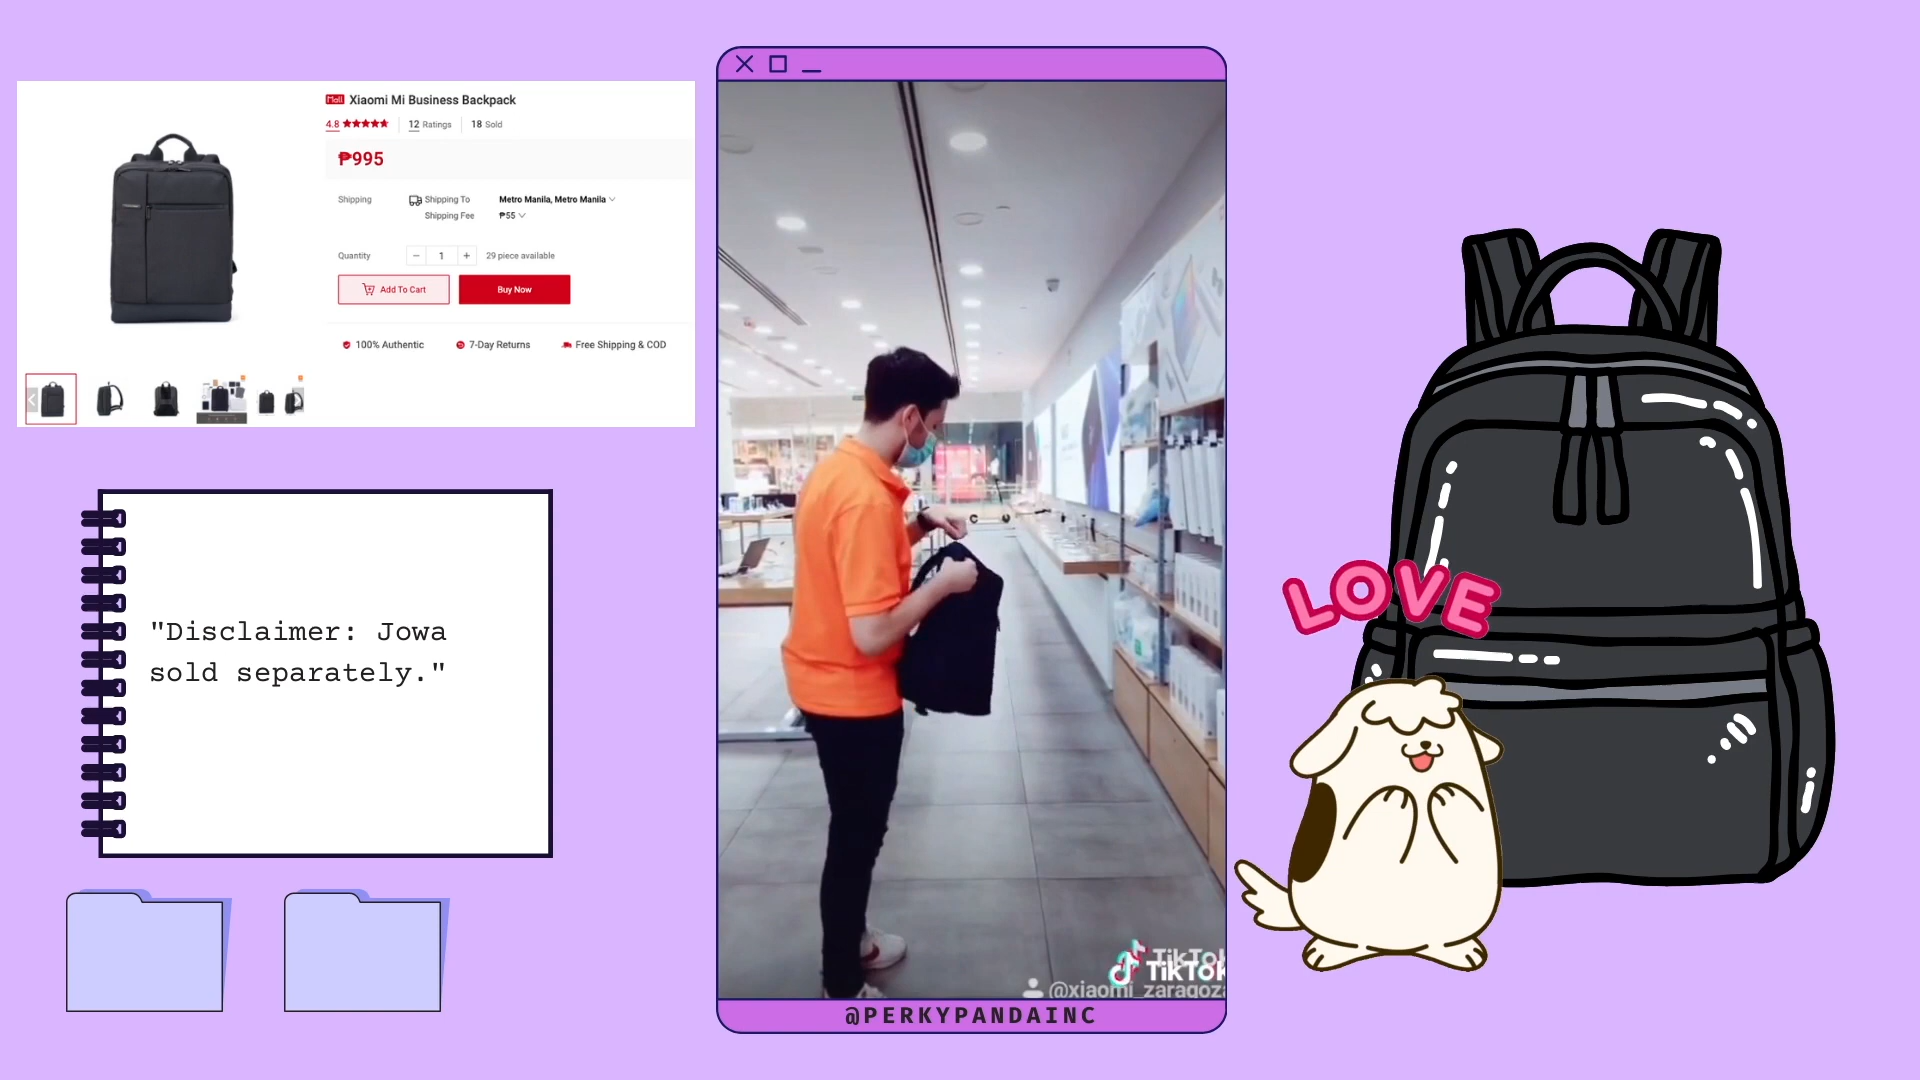 Mall Xiaomi Mi Business Backpack
4.8 12 Ratings 18 Sold
₱995
Shipping Shipping To Metro Manila, Metro Manila
Shipping Fee ₱55
Quantity − 1 + 29 piece available
Add To Cart Buy Now
100% Authentic 7-Day Returns Free Shipping & COD
"Disclaimer: Jowa
sold separately."
LOVE
TikTok
TikTok
@xiaomi_zaragoza
@PERKYPANDAINC